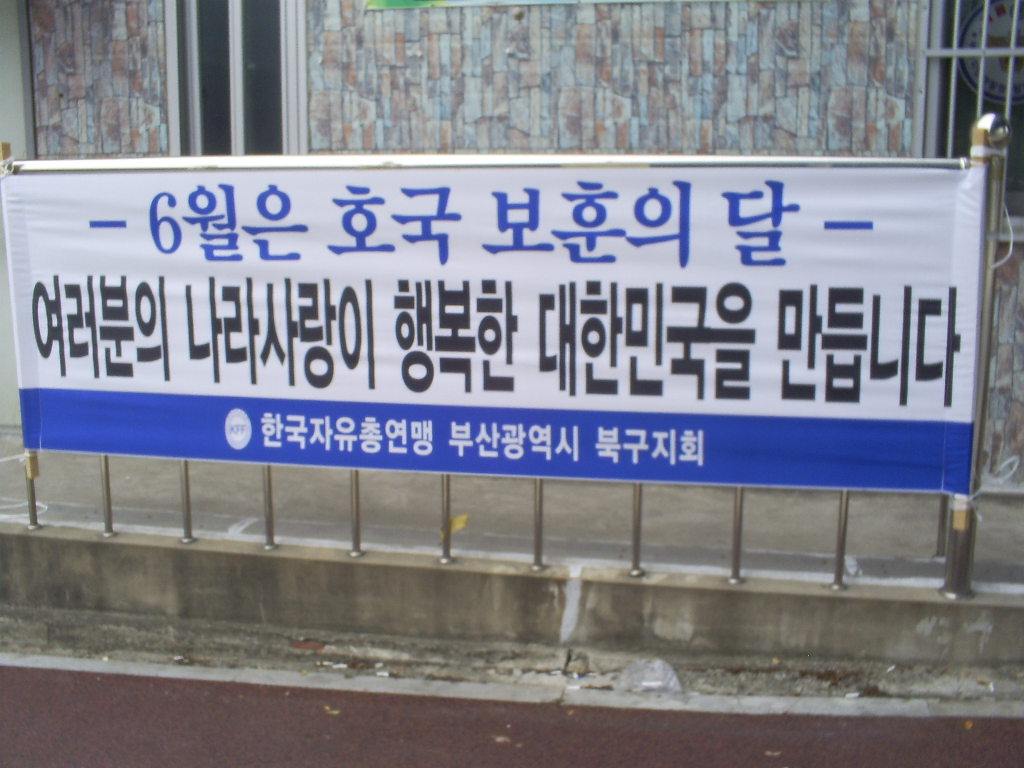 - 6월은 호국 보훈의 달 -
여러분의 나라사랑이 행복한 대한민국을 만듭니다
KFF 한국자유총연맹 부산광역시 북구지회